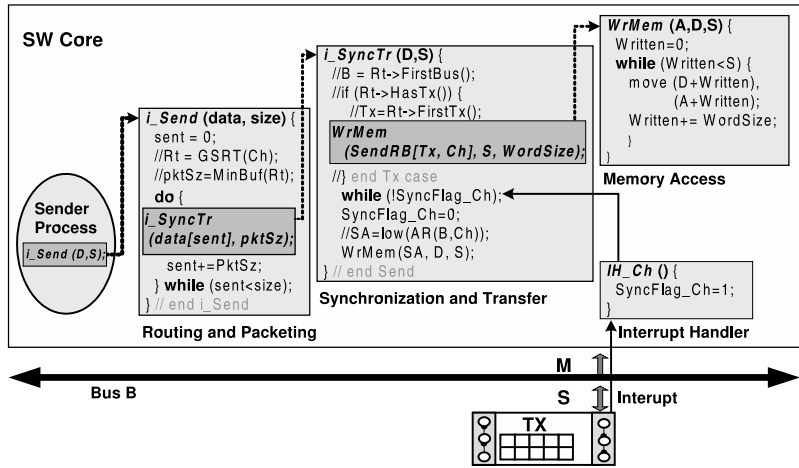 SW Core
Sender
Process
i_Send (D,S);
i_Send (data, size) {
sent = 0;
//Rt = GSRT(Ch);
//pktSz=MinBuf(Rt);
do {
i_SyncTr
(data[sent], pktSz);
sent+=PktSz;
} while (sent<size);
} // end i_Send
Routing and Packeting
i_SyncTr (D,S) {
//B = Rt->FirstBus();
//if (Rt->HasTx()) {
//Tx=Rt->FirstTx();
WrMem
(SendRB[Tx, Ch], S, WordSize);
//} end Tx case
while (!SyncFlag_Ch);
SyncFlag_Ch=0;
//SA=low(AR(B,Ch));
WrMem(SA, D, S);
} // end Send
Synchronization and Transfer
WrMem (A,D,S) {
Written=0;
while (Written<S) {
move (D+Written),
(A+Written);
Written+= WordSize;
}
}
Memory Access
IH_Ch () {
SyncFlag_Ch=1;
}
Interrupt Handler
M
Bus B
S
Interupt
TX